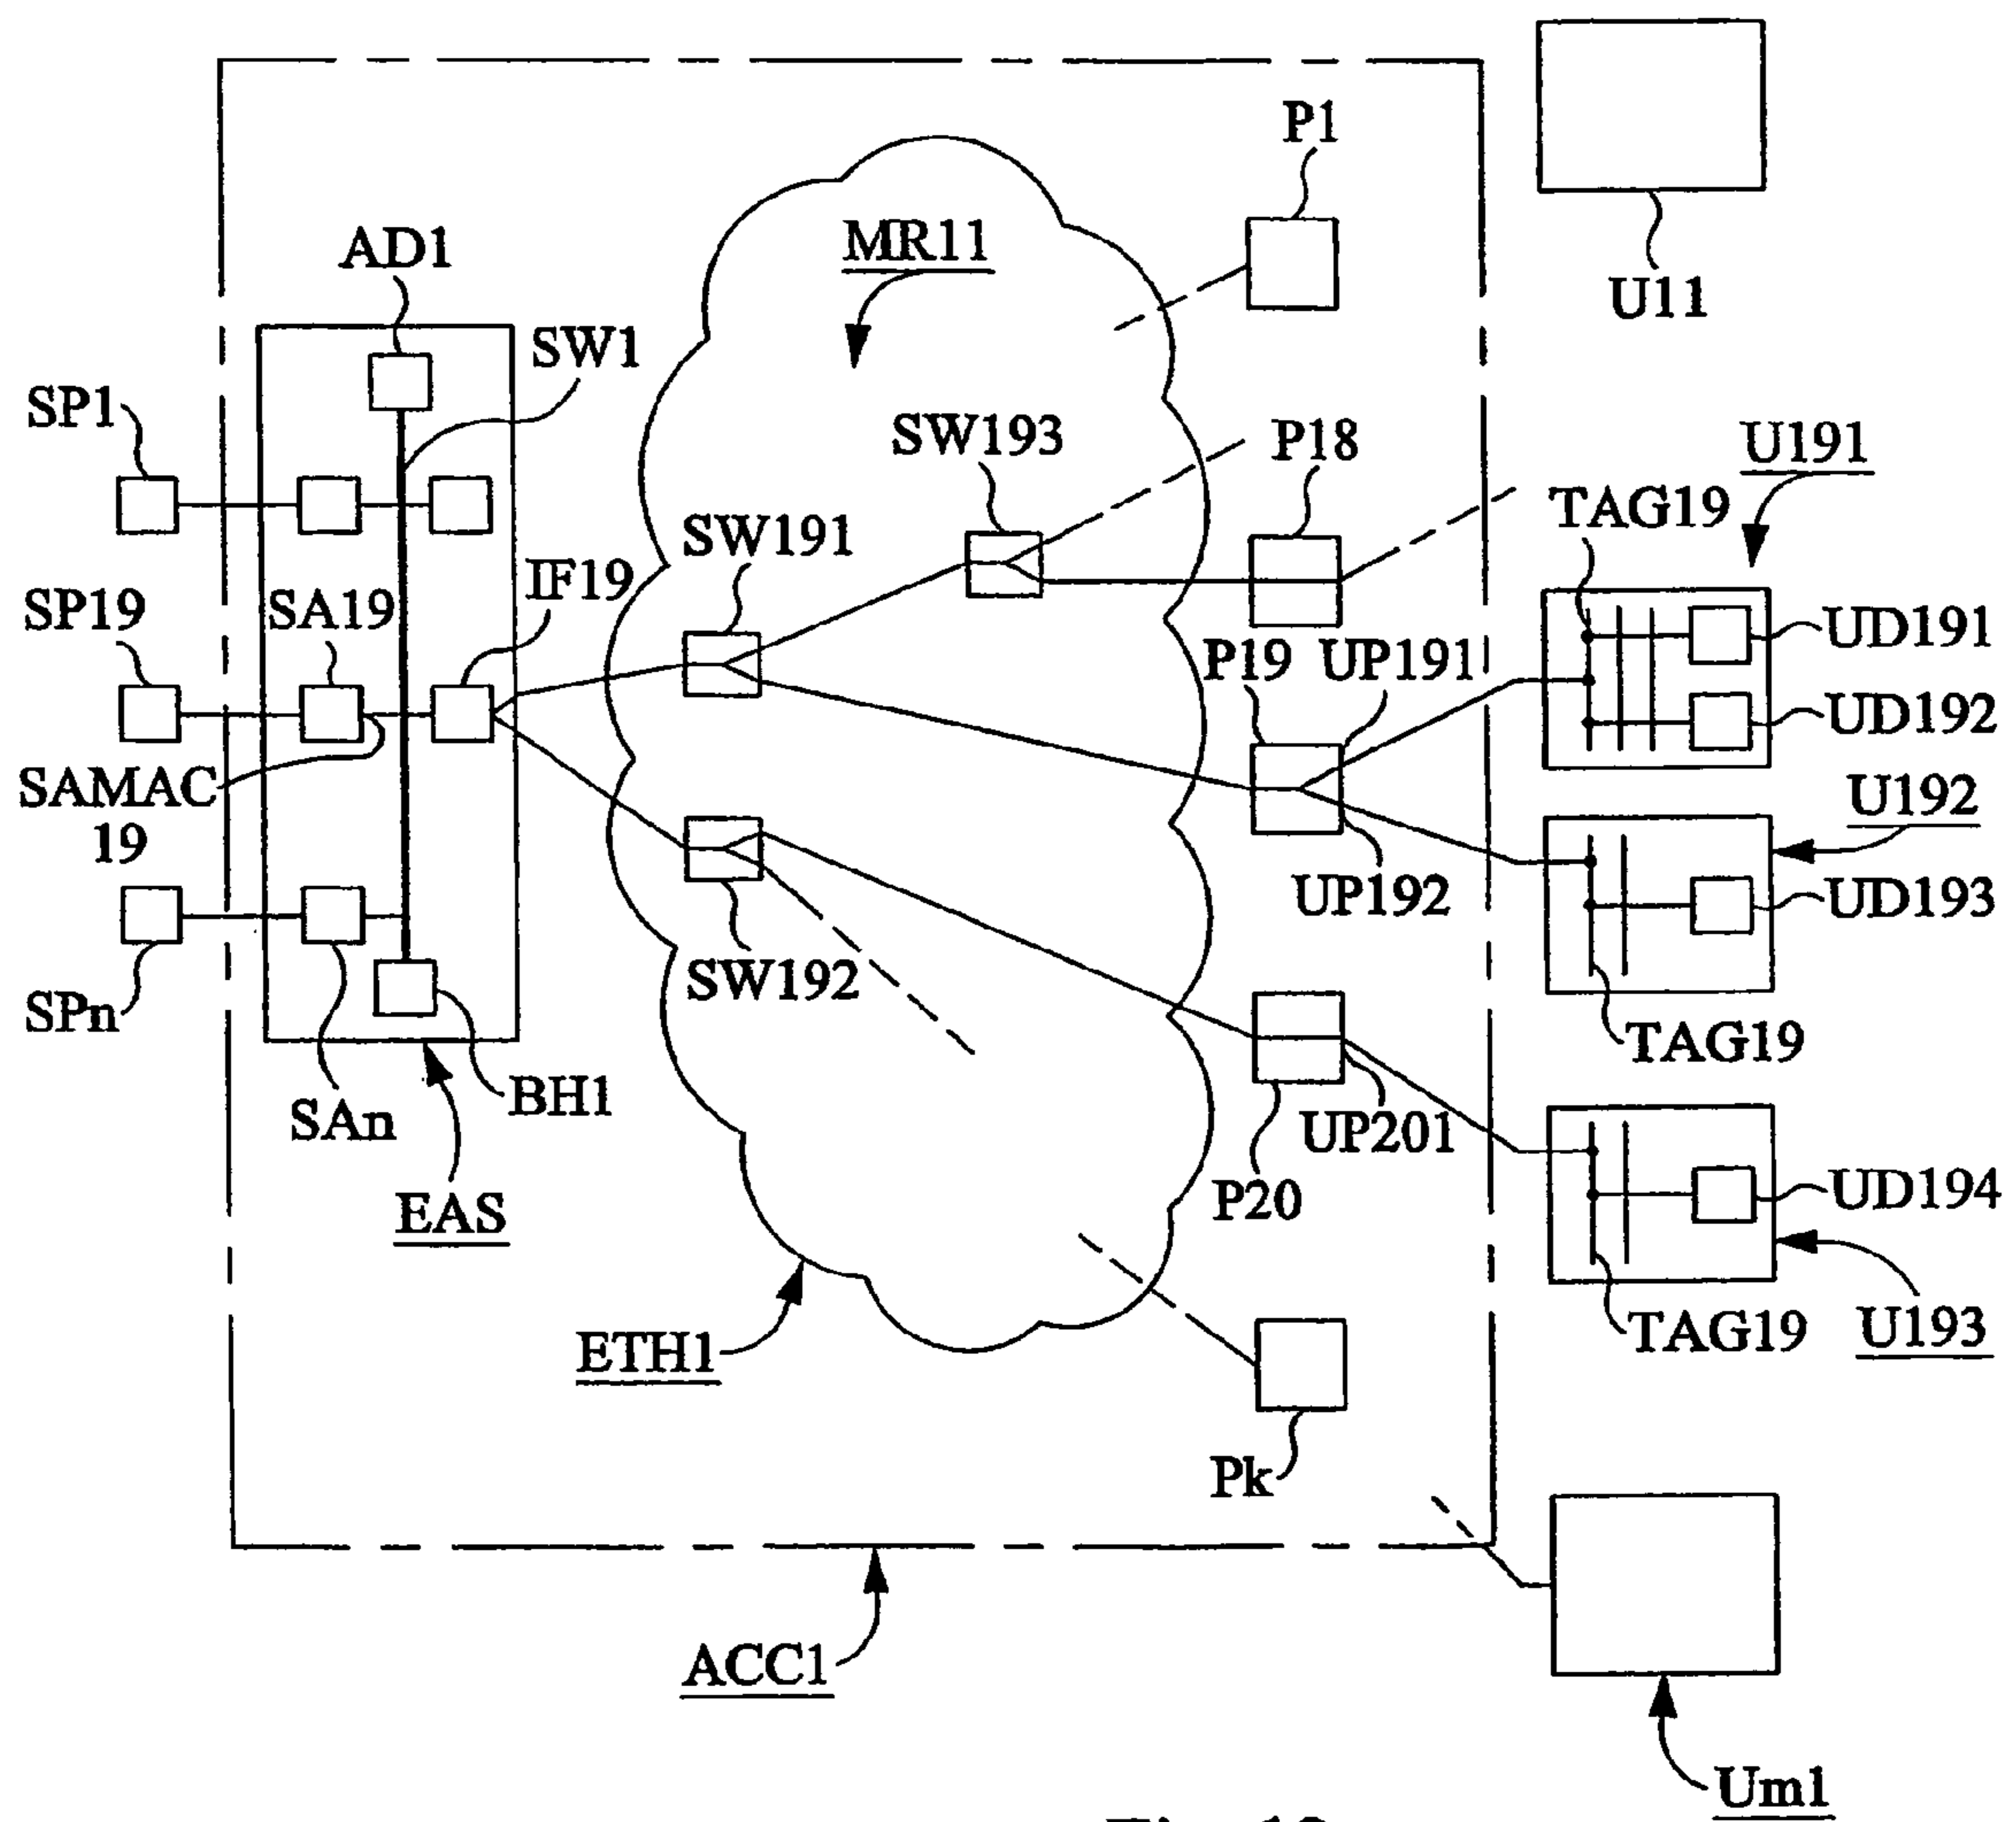 P1
U11
MR11
AD1
SW1
SP1
SW193
P18
U191
TAG19
SW191
IF19
SP19
SA19
UD191
P19
UP191
UD192
SAMAC
19
U192
UP192
UD193
SW192
SPn
TAG19
BH1
SAn
UP201
P20
UD194
EAS
ETH1
TAG19
U193
Pk
ACC1
Um1